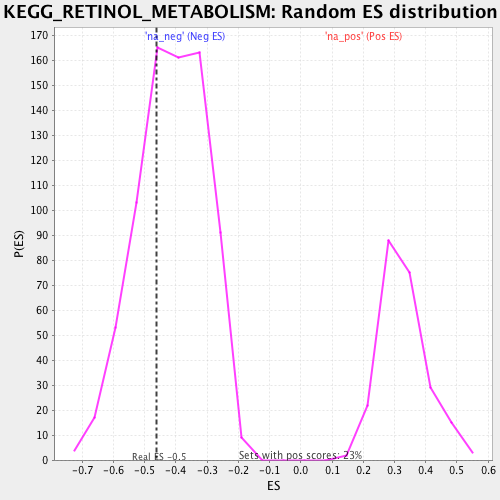 KEGG_RETINOL_METABOLISM: Random ES distribution
'na_neg' (Neg ES) 'na_pos' (Pos ES)
170
160
150
140
130
120
110
100
90
80
70
60
50
40
30
20
10
0
P(ES)
Real ES -0.5
Sets with pos scores: 23%
-0.7 -0.6 -0.5 -0.4 -0.3 -0.2 -0.1 0.0 0.1 0.2 0.3 0.4 0.5 0.6
ES